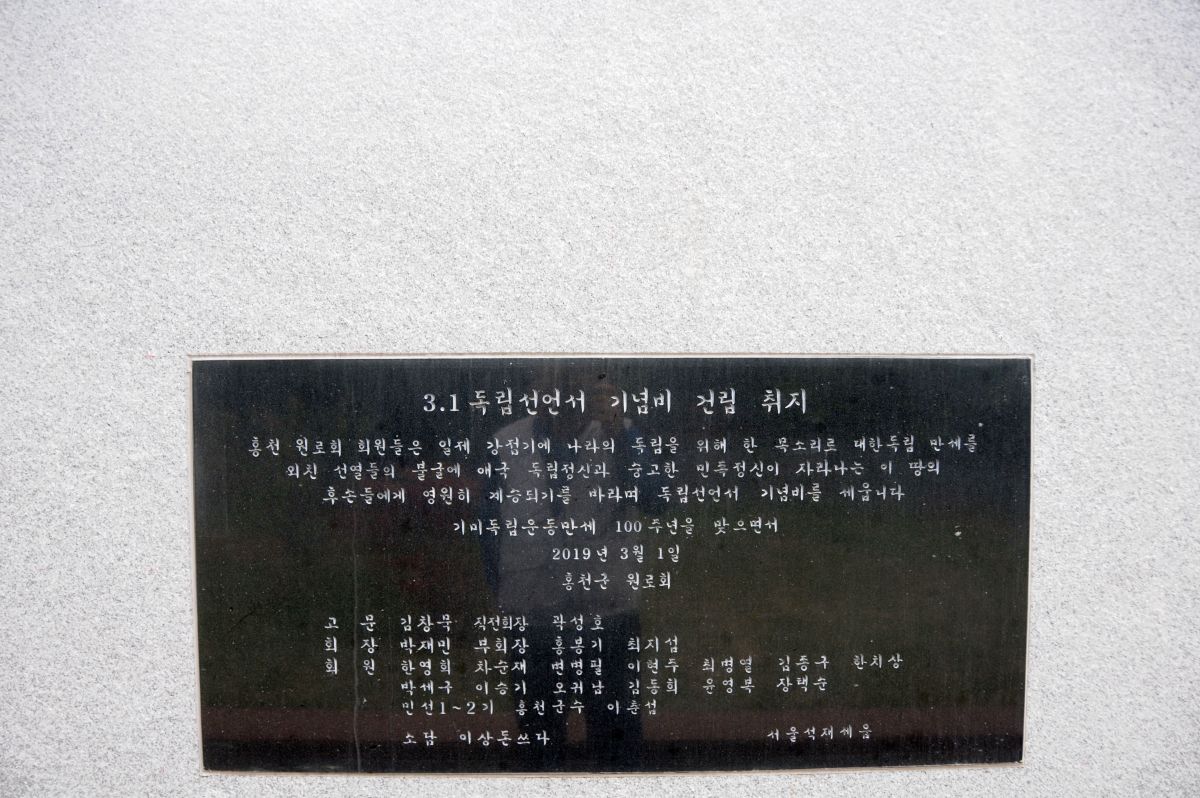 3.1 독립선언서 기념비 건립 취지
홍천 원로회 회원들은 일제 강점기에 나라의 독립을 위해 한 목소리로 대한독립 만세를
외친 선열들의 불굴에 애국 독립정신과 숭고한 민족정신이 자라나는 이 땅의
후손들에게 영원히 계승되기를 바라며 독립선언서 기념비를 세웁니다
기미독립운동만세 100주년을 맞으면서
2019년 3월 1일
홍천군 원로회
고 문 김창묵 직전회장 곽성호
회 장 박재민 부회장 홍봉기 최지섭
회 원 한영희 차순재 변병필 이현두 최명열 김종구 한치상
박세구 이승기 오귀남 김동희 윤영목 장택순
민선1~2기 홍천군수 이춘섭
소담 이상돈쓰다 서울석재세움